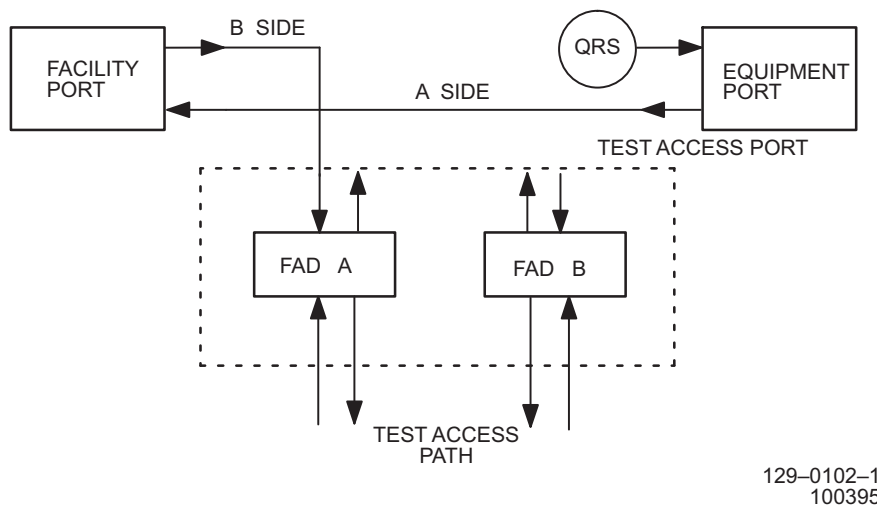 B SIDE
QRS
FACILITY
PORT
EQUIPMENT
PORT
A SIDE
TEST ACCESS PORT
FAD A
FAD B
TEST ACCESS
PATH
129–0102–1
100395